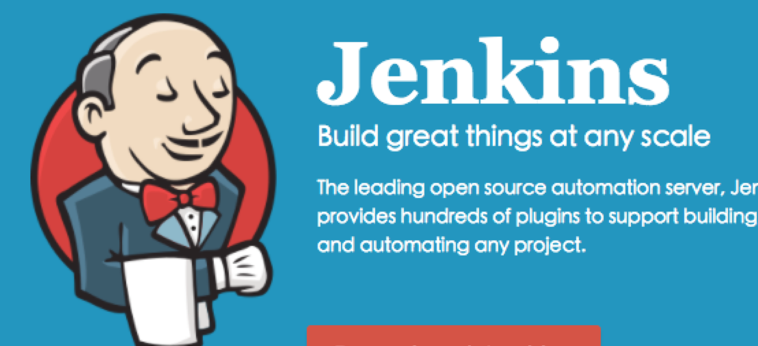 Jenkins
Build great things at any scale
The leading open source automation server, Jen
provides hundreds of plugins to support building
and automating any project.